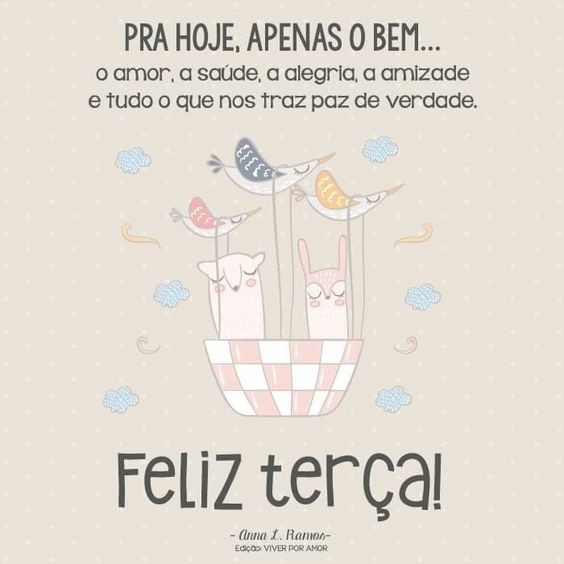 PRA HOJE, APENAS O BEM...
o amor, a saúde, a alegria, a amizade
e tudo o que nos traz paz de verdade.
Feliz terça!
- Anna L. Ramos-
Edição: VIVER POR AMOR